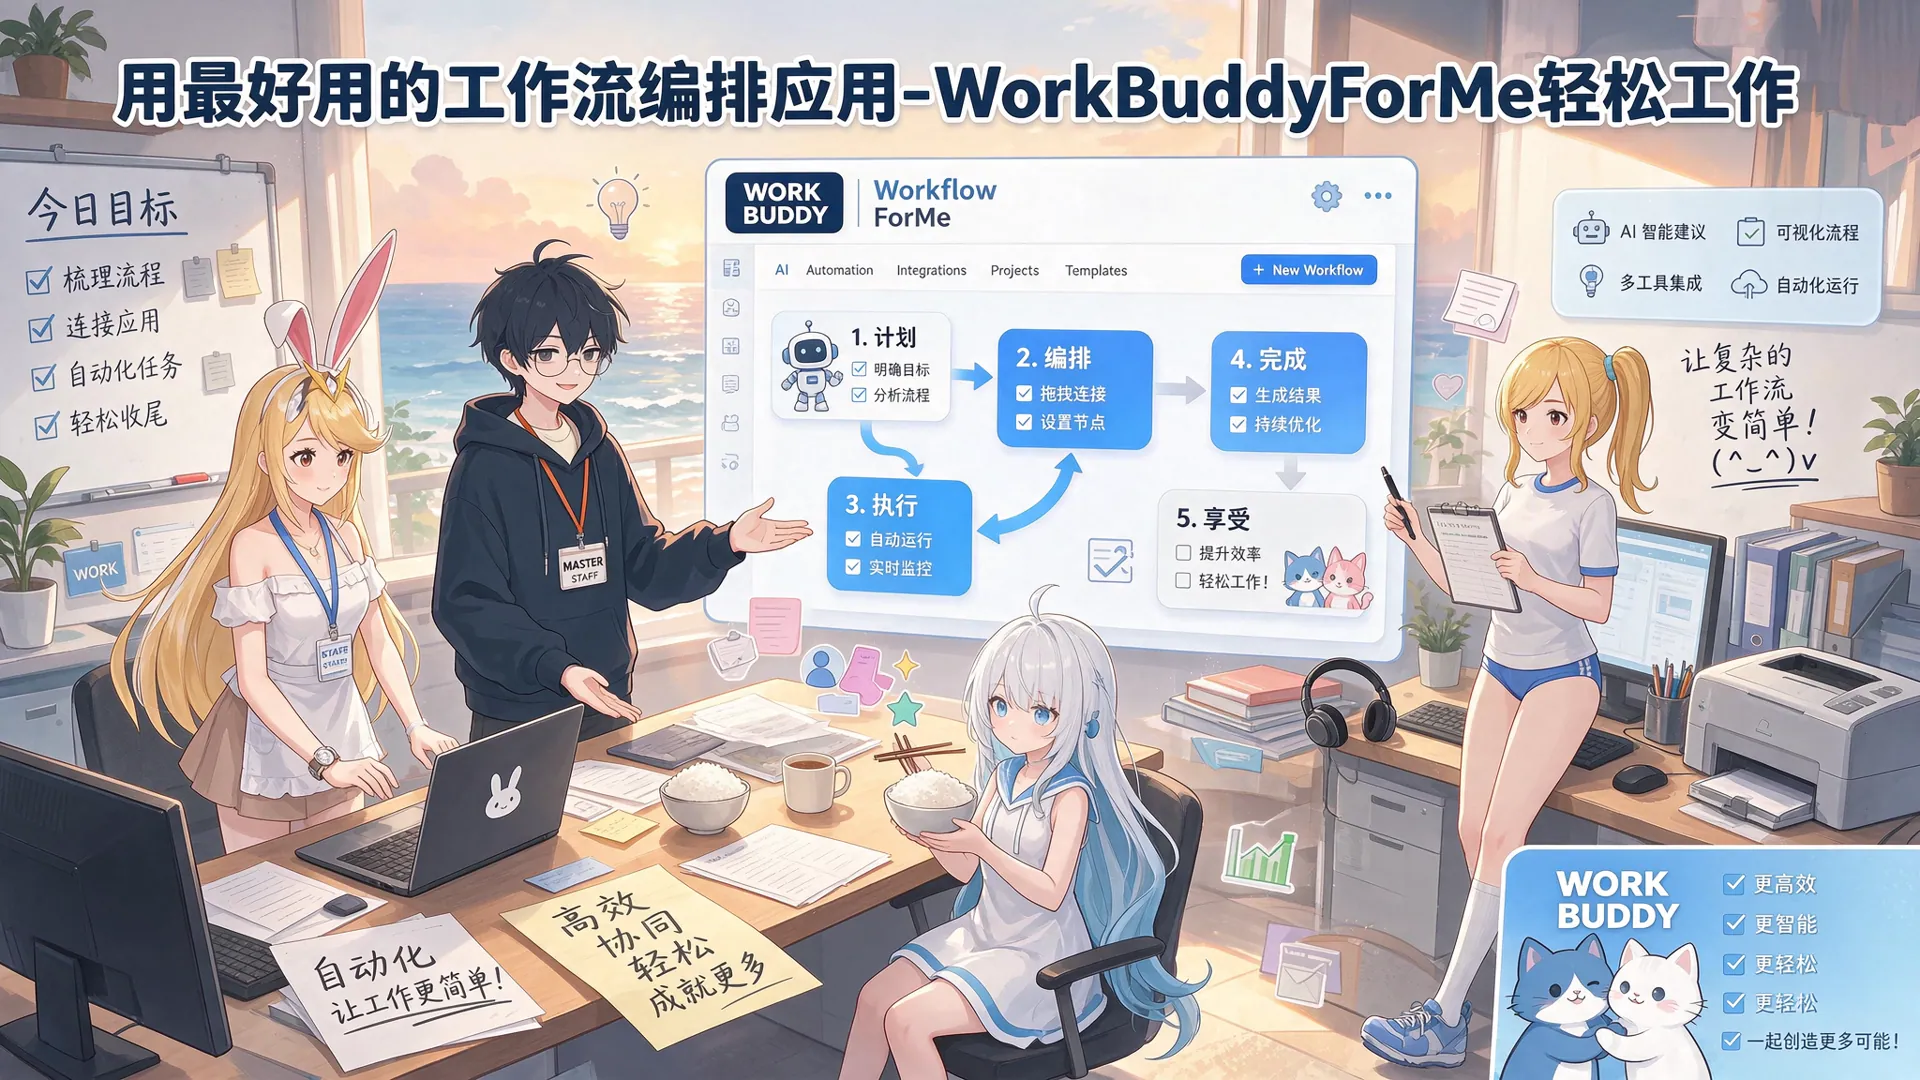 用最好用的工作流编排应用-WorkBuddyForMe轻松工作
今日目标
梳理流程
连接应用
自动化任务
轻松收尾
WORK
STAFF
MASTER
STAFF
WORK
BUDDY
Workflow
ForMe
AI
Automation
Integrations
Projects
Templates
+ New Workflow
1. 计划
明确目标
分析流程
2. 编排
拖拽连接
设置节点
4. 完成
生成结果
持续优化
3. 执行
自动运行
实时监控
5. 享受
提升效率
轻松工作!
AI 智能建议
可视化流程
多工具集成
自动化运行
让复杂的
工作流
变简单!
(^_^)v
自动化
让工作更简单!
高效
协同
轻松
成就更多
WORK
BUDDY
更高效
更智能
更轻松
更轻松
一起创造更多可能!